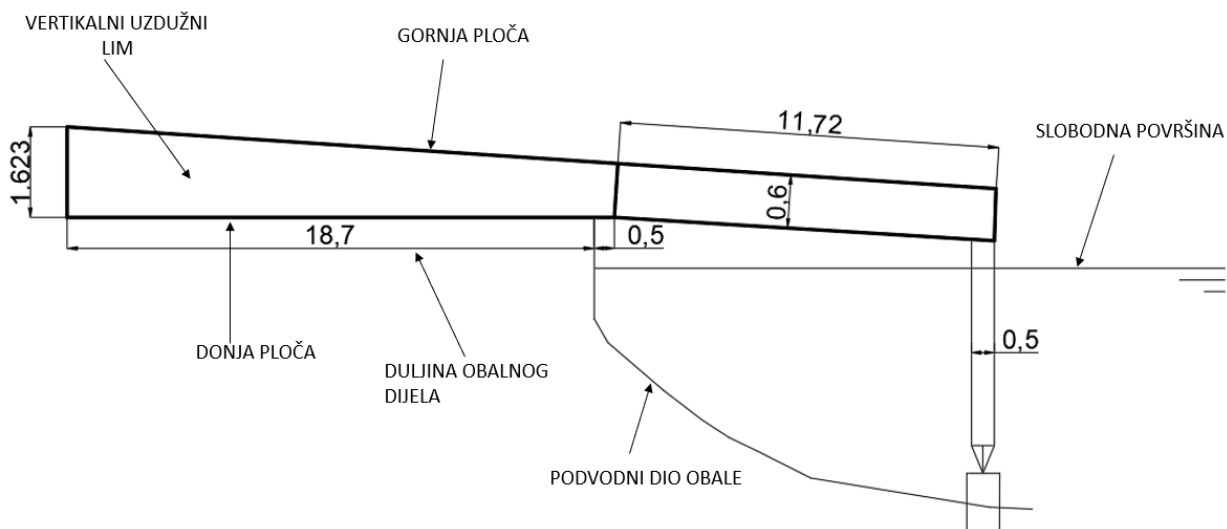 VERTIKALNI UZDUŽNI
LIM
GORNJA PLOČA
11,72
SLOBODNA POVRŠINA
1.623
0,6
18,7
0,5
0,5
DONJA PLOČA
DULJINA OBALNOG
DIJELA
PODVODNI DIO OBALE